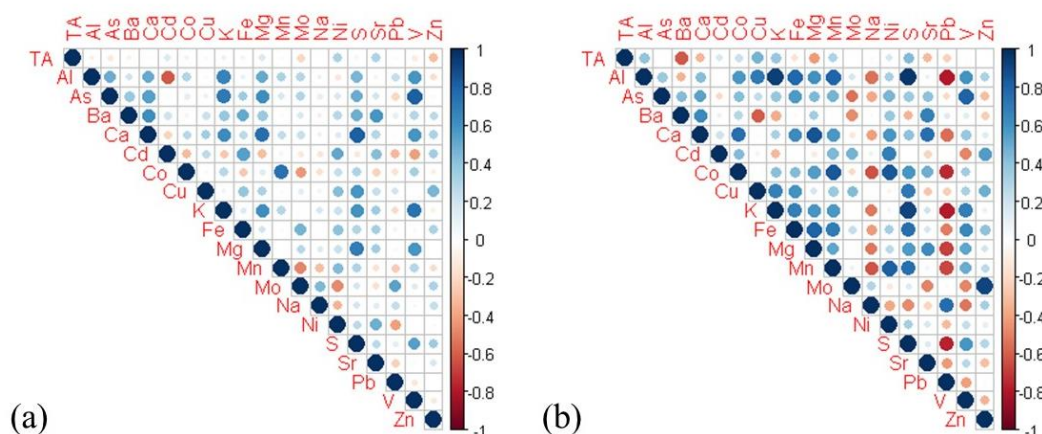 TA Al As Ba Ca Cd Co Cu K Fe Mg Mn Mo Na Ni S Sr Pb V Zn
TA
Al
As
Ba
Ca
Cd
Co
Cu
K
Fe
Mg
Mn
Mo
Na
Ni
S
Sr
Pb
V
Zn
1
0.8
0.6
0.4
0.2
0
-0.2
-0.4
-0.6
-0.8
-1
(a)
TA Al As Ba Ca Cd Co Cu K Fe Mg Mn Mo Na Ni S Sr Pb V Zn
TA
Al
As
Ba
Ca
Cd
Co
Cu
K
Fe
Mg
Mn
Mo
Na
Ni
S
Sr
Pb
V
Zn
1
0.8
0.6
0.4
0.2
0
-0.2
-0.4
-0.6
-0.8
-1
(b)